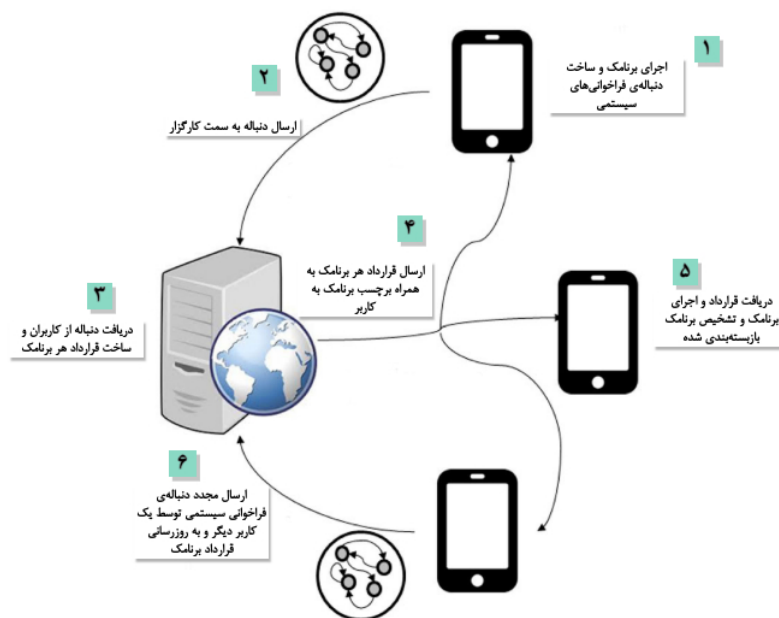 ۱
اجرای برنامک و ساخت
دنباله‌ی فراخوانی‌های
سیستمی
۲
ارسال دنباله به سمت کارگزار
۳
دریافت دنباله از کاربران و
ساخت قرارداد هر برنامک
۴
ارسال قرارداد هر برنامک به
همراه برچسب برنامک به
کاربر
۵
دریافت قرارداد و اجرای
برنامک و تشخیص برنامک
بازبسته‌بندی شده
۶
ارسال مجدد دنباله‌ی
فراخوانی سیستمی توسط یک
کاربر دیگر و به روزرسانی
قرارداد برنامک